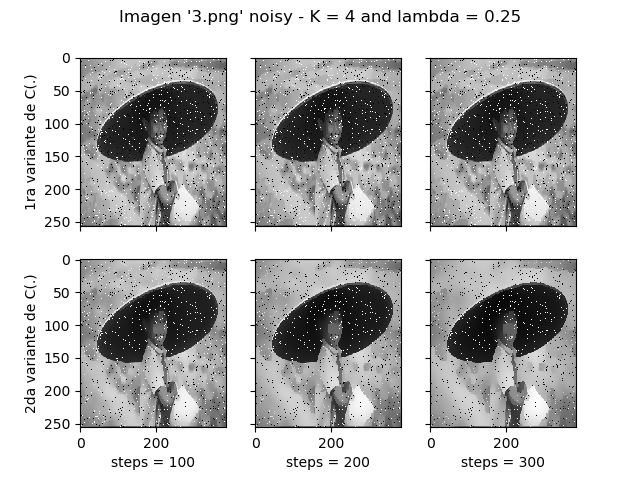 Imagen '3.png' noisy - K = 4 and lambda = 0.25
1ra variante de C(.)
0
50
100
150
200
250
2da variante de C(.)
0
50
100
150
200
250
0 200 0 200 0 200
steps = 100 steps = 200 steps = 300